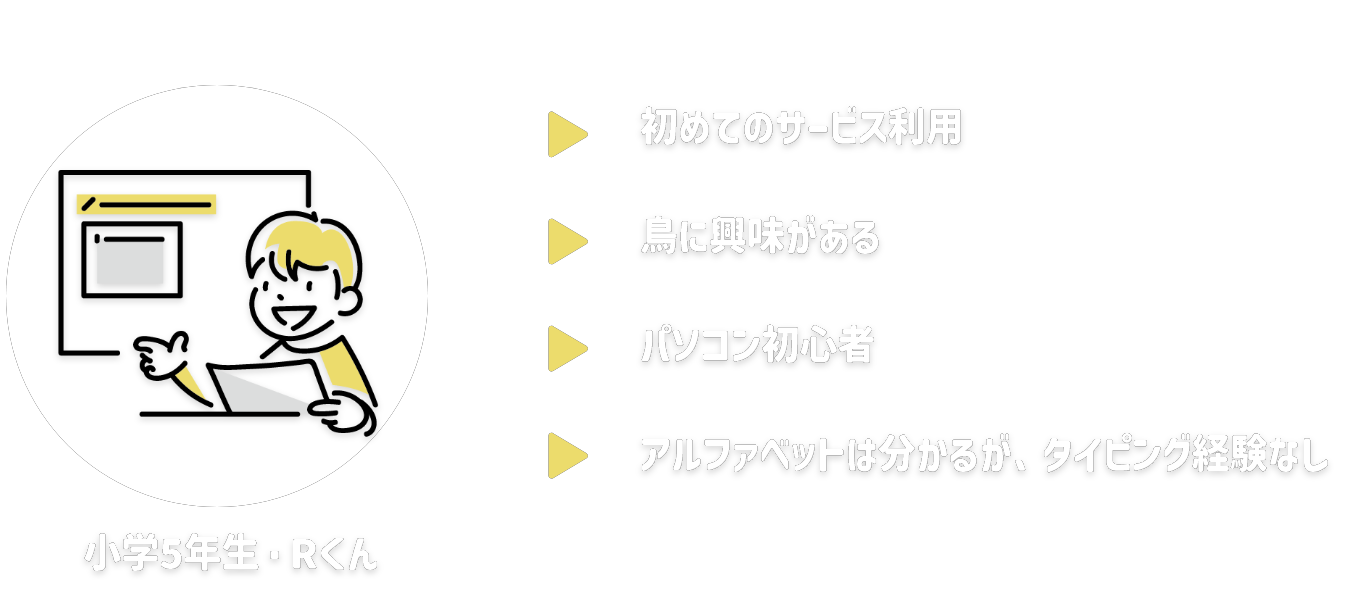 初めてのサービス利用
鳥に興味がある
パソコン初心者
アルファベットは分かるが、タイピング経験なし
小学5年生・Rくん